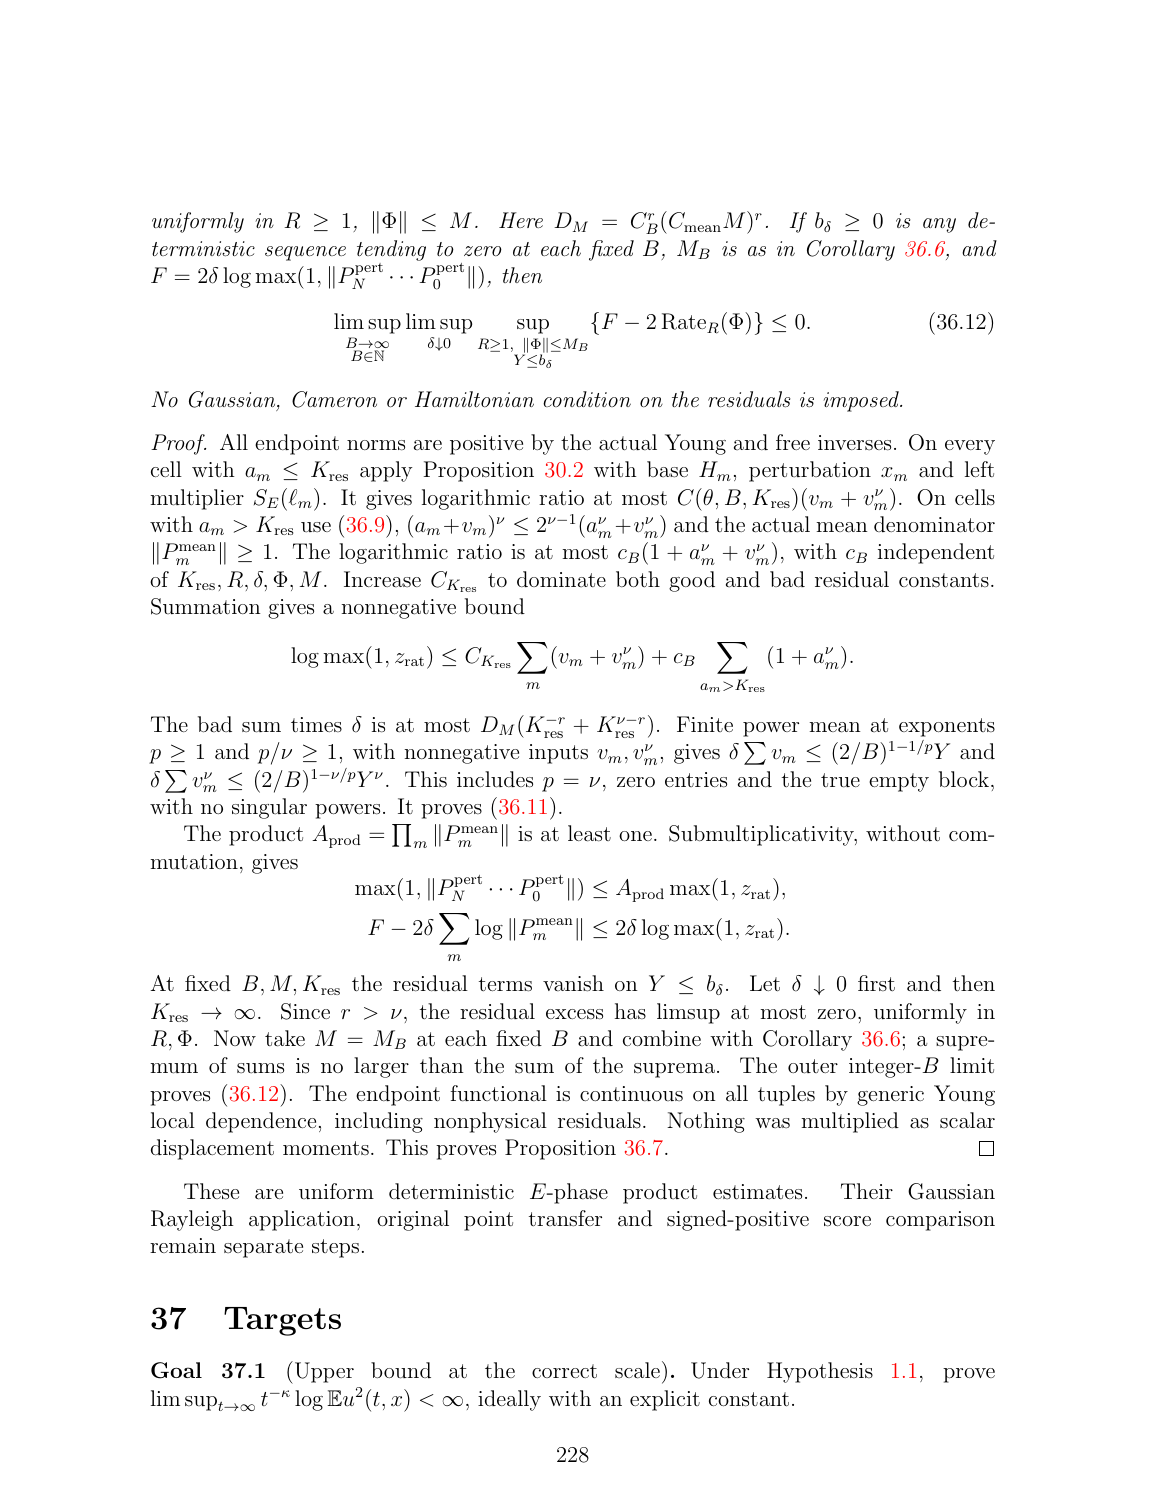 uniformly in R ≥ 1, ‖Φ‖ ≤ M. Here D_M = C_B^r(C_mean M)^r. If b_δ ≥ 0 is any de-
terministic sequence tending to zero at each fixed B, M_B is as in Corollary 36.6, and
F = 2δ log max(1, ‖P_N^pert ⋯ P_0^pert‖), then
lim sup_{B→∞, B∈ℕ} lim sup_{δ↓0} sup_{R≥1, ‖Φ‖≤M_B, Y≤b_δ} {F − 2 Rate_R(Φ)} ≤ 0. (36.12)
No Gaussian, Cameron or Hamiltonian condition on the residuals is imposed.
Proof. All endpoint norms are positive by the actual Young and free inverses. On every
cell with a_m ≤ K_res apply Proposition 30.2 with base H_m, perturbation x_m and left
multiplier S_E(ℓ_m). It gives logarithmic ratio at most C(θ, B, K_res)(v_m + v_m^ν). On cells
with a_m > K_res use (36.9), (a_m+v_m)^ν ≤ 2^{ν−1}(a_m^ν+v_m^ν) and the actual mean denominator
‖P_m^mean‖ ≥ 1. The logarithmic ratio is at most c_B(1 + a_m^ν + v_m^ν), with c_B independent
of K_res, R, δ, Φ, M. Increase C_{K_res} to dominate both good and bad residual constants.
Summation gives a nonnegative bound
log max(1, z_rat) ≤ C_{K_res} ∑_m (v_m + v_m^ν) + c_B ∑_{a_m>K_res} (1 + a_m^ν).
The bad sum times δ is at most D_M(K_res^{−r} + K_res^{ν−r}). Finite power mean at exponents
p ≥ 1 and p/ν ≥ 1, with nonnegative inputs v_m, v_m^ν, gives δ ∑ v_m ≤ (2/B)^{1−1/p}Y and
δ ∑ v_m^ν ≤ (2/B)^{1−ν/p}Y^ν. This includes p = ν, zero entries and the true empty block,
with no singular powers. It proves (36.11).
The product A_prod = ∏_m ‖P_m^mean‖ is at least one. Submultiplicativity, without com-
mutation, gives
max(1, ‖P_N^pert ⋯ P_0^pert‖) ≤ A_prod max(1, z_rat),
F − 2δ ∑_m log ‖P_m^mean‖ ≤ 2δ log max(1, z_rat).
At fixed B, M, K_res the residual terms vanish on Y ≤ b_δ. Let δ ↓ 0 first and then
K_res → ∞. Since r > ν, the residual excess has limsup at most zero, uniformly in
R, Φ. Now take M = M_B at each fixed B and combine with Corollary 36.6; a supre-
mum of sums is no larger than the sum of the suprema. The outer integer-B limit
proves (36.12). The endpoint functional is continuous on all tuples by generic Young
local dependence, including nonphysical residuals. Nothing was multiplied as scalar
displacement moments. This proves Proposition 36.7. □
These are uniform deterministic E-phase product estimates. Their Gaussian
Rayleigh application, original point transfer and signed-positive score comparison
remain separate steps.
37 Targets
Goal 37.1 (Upper bound at the correct scale). Under Hypothesis 1.1, prove
lim sup_{t→∞} t^{−κ} log 𝔼u²(t, x) < ∞, ideally with an explicit constant.
228